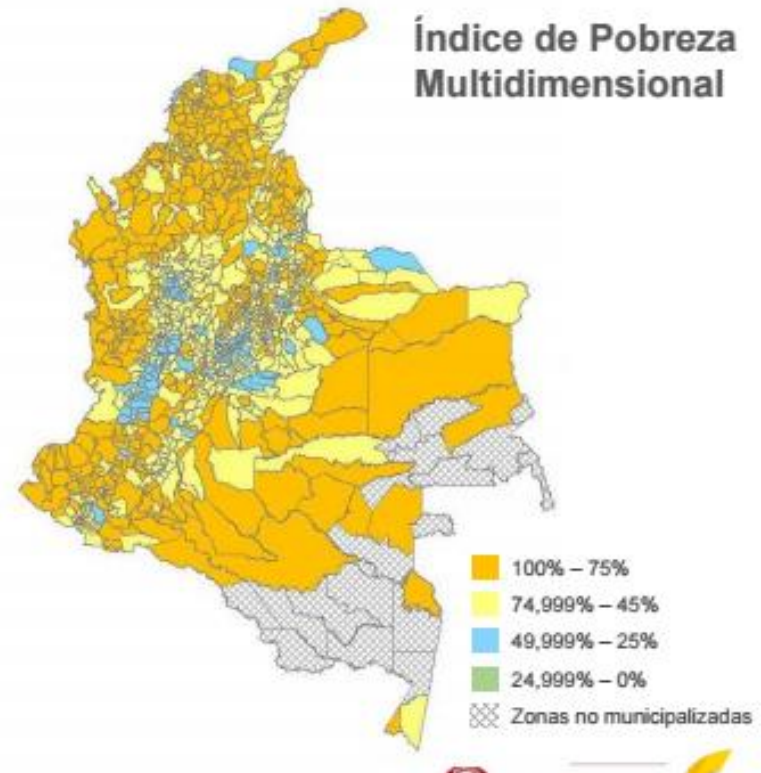 Índice de Pobreza
Multidimensional
100% – 75%
74,999% – 45%
49,999% – 25%
24,999% – 0%
Zonas no municipalizadas